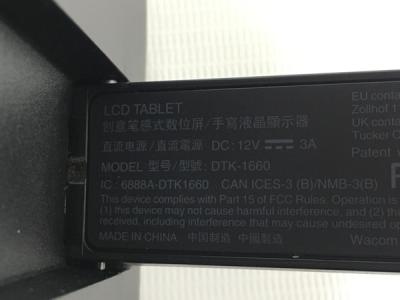 LCD TABLET
创意笔感式数位屏/手寫液晶顯示器
直流电源/直流電源 DC: 12V ⎓ 3A
MODEL 型号/型號: DTK-1660
IC : 6888A-DTK1660 CAN ICES-3 (B)/NMB-3(B)
This device complies with Part 15 of FCC Rules. Operation is
(1) this device may not cause harmful interference, and (2)
received, including interference that may cause undesired
MADE IN CHINA 中国制造 中國製造
EU conta
Zollhof 1
UK conta
Tucker
Patent
Wacom